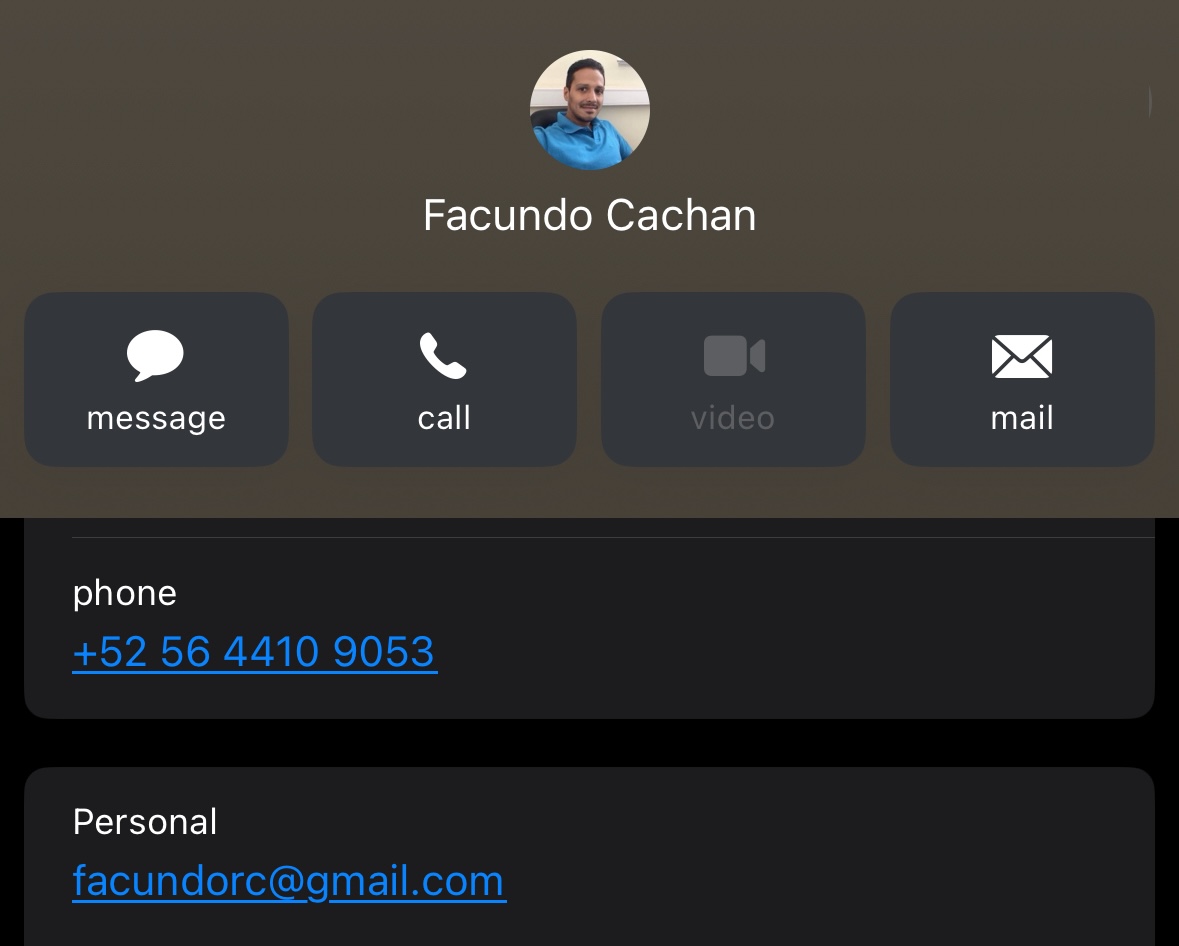 Facundo Cachan
message
call
video
mail
phone
+52 56 4410 9053
Personal
facundorc@gmail.com